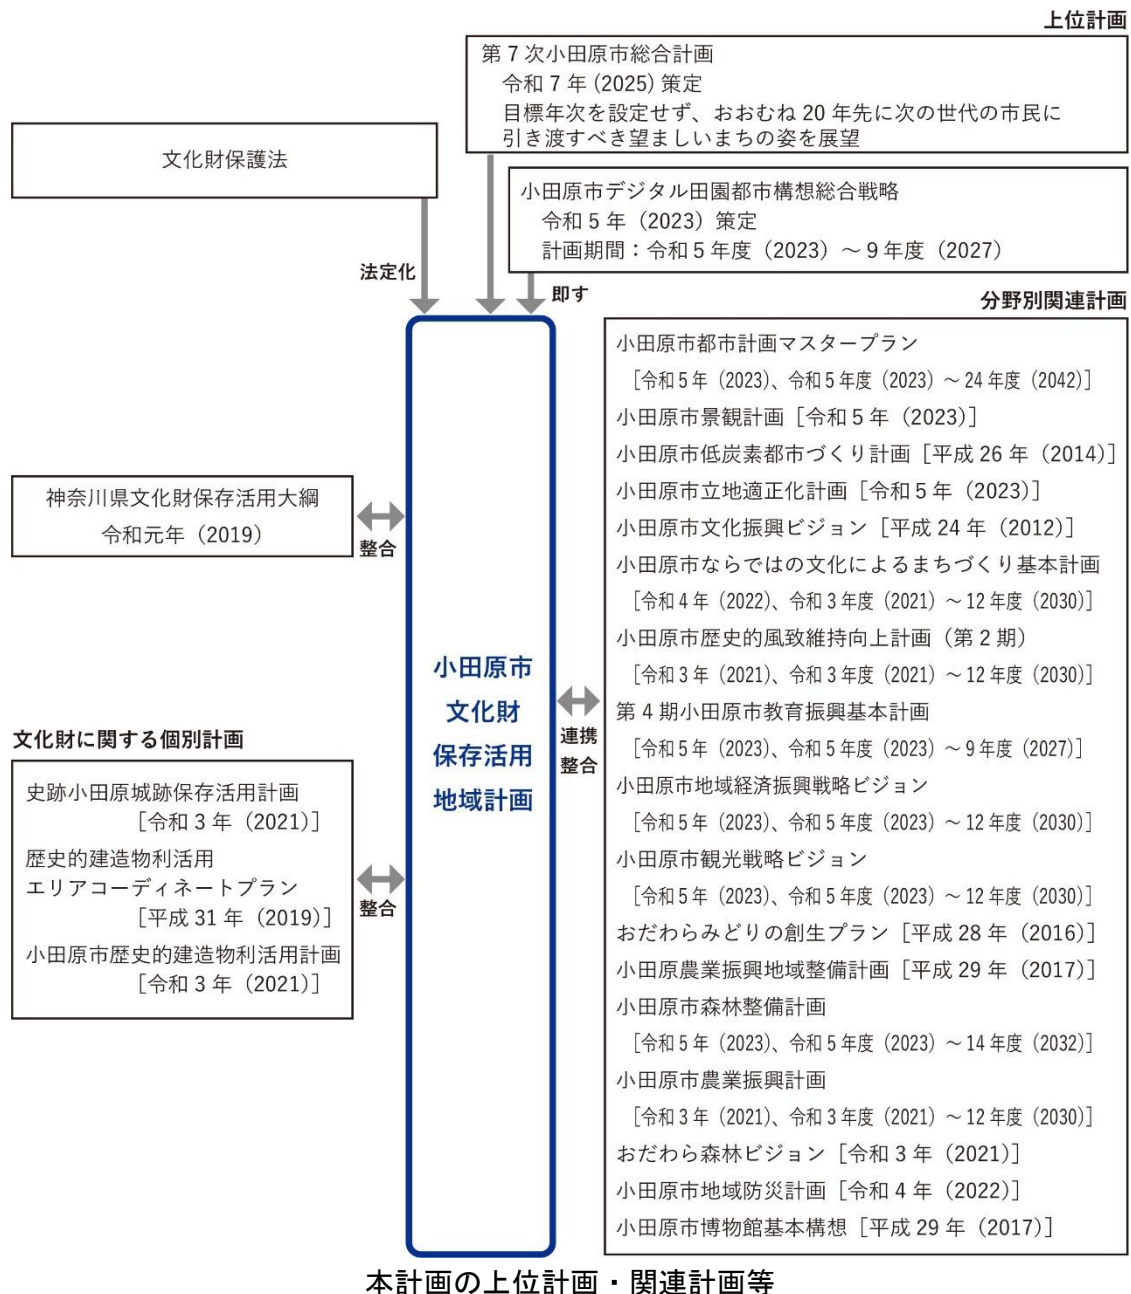 上位計画
第7次小田原市総合計画
令和7年(2025)策定
目標年次を設定せず、おおむね20年先に次の世代の市民に
引き渡すべき望ましいまちの姿を展望
文化財保護法
小田原市デジタル田園都市構想総合戦略
令和5年（2023）策定
計画期間：令和5年度（2023）～9年度（2027）
法定化
即す
分野別関連計画
小田原市都市計画マスタープラン
［令和5年（2023）、令和5年度（2023）～24年度（2042）］
小田原市景観計画［令和5年（2023）］
小田原市低炭素都市づくり計画［平成26年（2014）］
小田原市立地適正化計画［令和5年（2023）］
小田原市文化振興ビジョン［平成24年（2012）］
小田原市ならではの文化によるまちづくり基本計画
［令和4年（2022）、令和3年度（2021）～12年度（2030）］
小田原市歴史的風致維持向上計画（第2期）
［令和3年（2021）、令和3年度（2021）～12年度（2030）］
第4期小田原市教育振興基本計画
［令和5年（2023）、令和5年度（2023）～9年度（2027）］
小田原市地域経済振興戦略ビジョン
［令和5年（2023）、令和5年度（2023）～12年度（2030）］
小田原市観光戦略ビジョン
［令和5年（2023）、令和5年度（2023）～12年度（2030）］
おだわらみどりの創生プラン［平成28年（2016）］
小田原農業振興地域整備計画［平成29年（2017）］
小田原市森林整備計画
［令和5年（2023）、令和5年度（2023）～14年度（2032）］
小田原市農業振興計画
［令和3年（2021）、令和3年度（2021）～12年度（2030）］
おだわら森林ビジョン［令和3年（2021）］
小田原市地域防災計画［令和4年（2022）］
小田原市博物館基本構想［平成29年（2017）］
神奈川県文化財保存活用大綱
令和元年（2019）
整合
小田原市
文化財
保存活用
地域計画
連携
整合
文化財に関する個別計画
史跡小田原城跡保存活用計画
［令和3年（2021）］
歴史的建造物利活用
エリアコーディネートプラン
［平成31年（2019）］
小田原市歴史的建造物利活用計画
［令和3年（2021）］
整合
本計画の上位計画・関連計画等